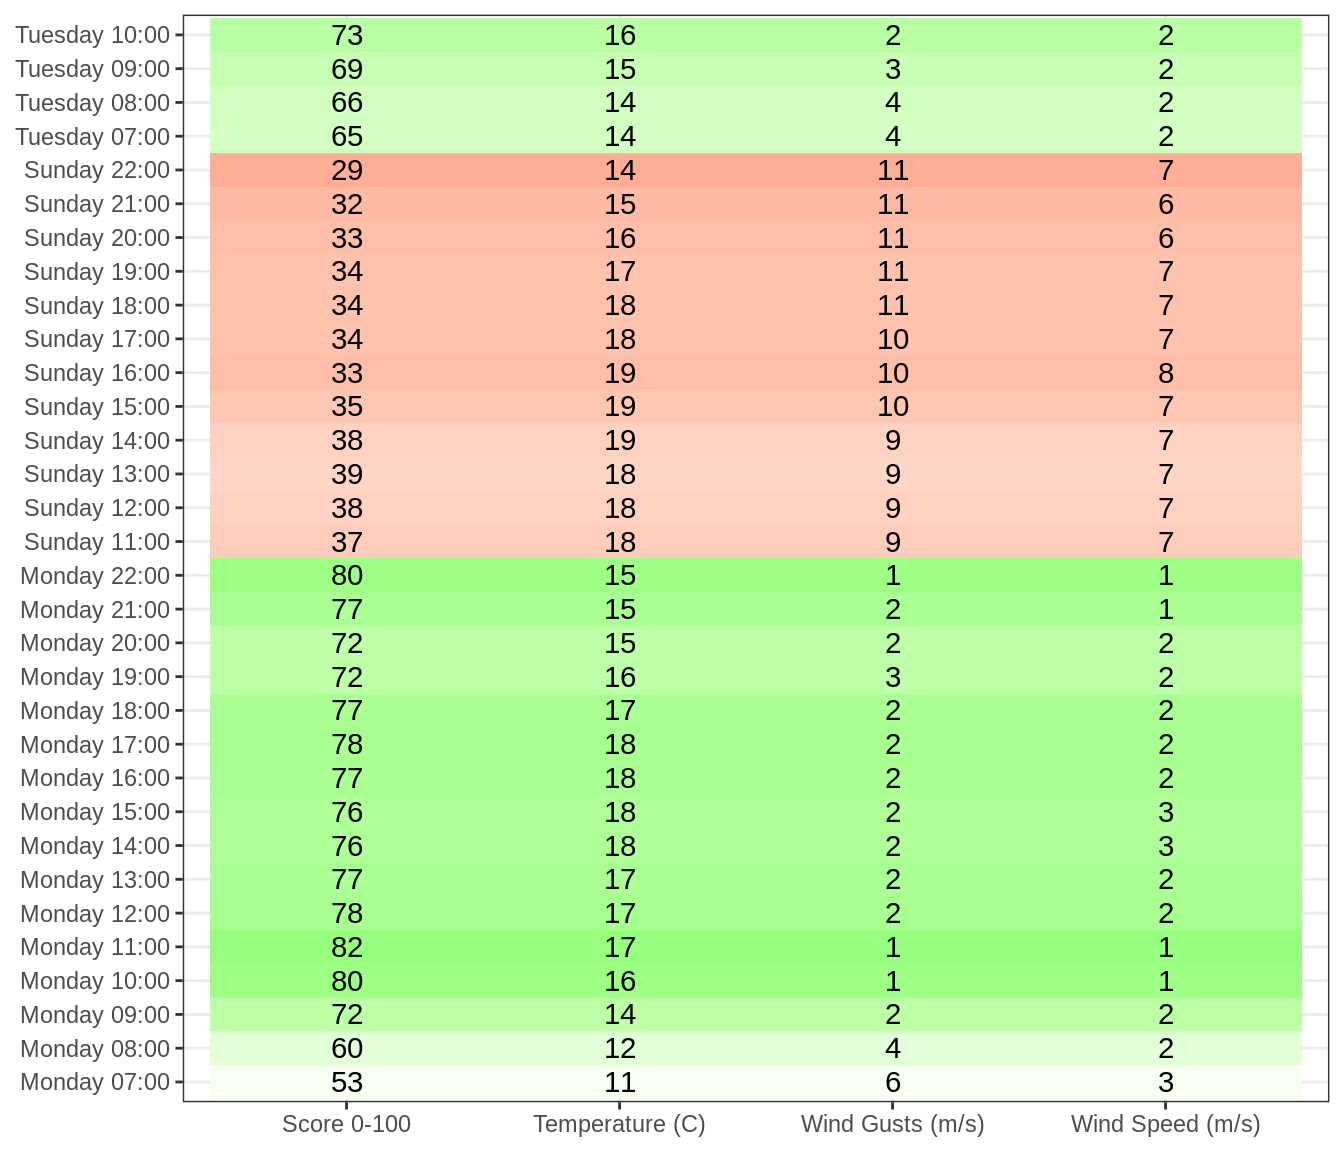 Tuesday 10:00 73 16 2 2
Tuesday 09:00 69 15 3 2
Tuesday 08:00 66 14 4 2
Tuesday 07:00 65 14 4 2
Sunday 22:00 29 14 11 7
Sunday 21:00 32 15 11 6
Sunday 20:00 33 16 11 6
Sunday 19:00 34 17 11 7
Sunday 18:00 34 18 11 7
Sunday 17:00 34 18 10 7
Sunday 16:00 33 19 10 8
Sunday 15:00 35 19 10 7
Sunday 14:00 38 19 9 7
Sunday 13:00 39 18 9 7
Sunday 12:00 38 18 9 7
Sunday 11:00 37 18 9 7
Monday 22:00 80 15 1 1
Monday 21:00 77 15 2 1
Monday 20:00 72 15 2 2
Monday 19:00 72 16 3 2
Monday 18:00 77 17 2 2
Monday 17:00 78 18 2 2
Monday 16:00 77 18 2 2
Monday 15:00 76 18 2 3
Monday 14:00 76 18 2 3
Monday 13:00 77 17 2 2
Monday 12:00 78 17 2 2
Monday 11:00 82 17 1 1
Monday 10:00 80 16 1 1
Monday 09:00 72 14 2 2
Monday 08:00 60 12 4 2
Monday 07:00 53 11 6 3
Score 0-100 Temperature (C) Wind Gusts (m/s) Wind Speed (m/s)